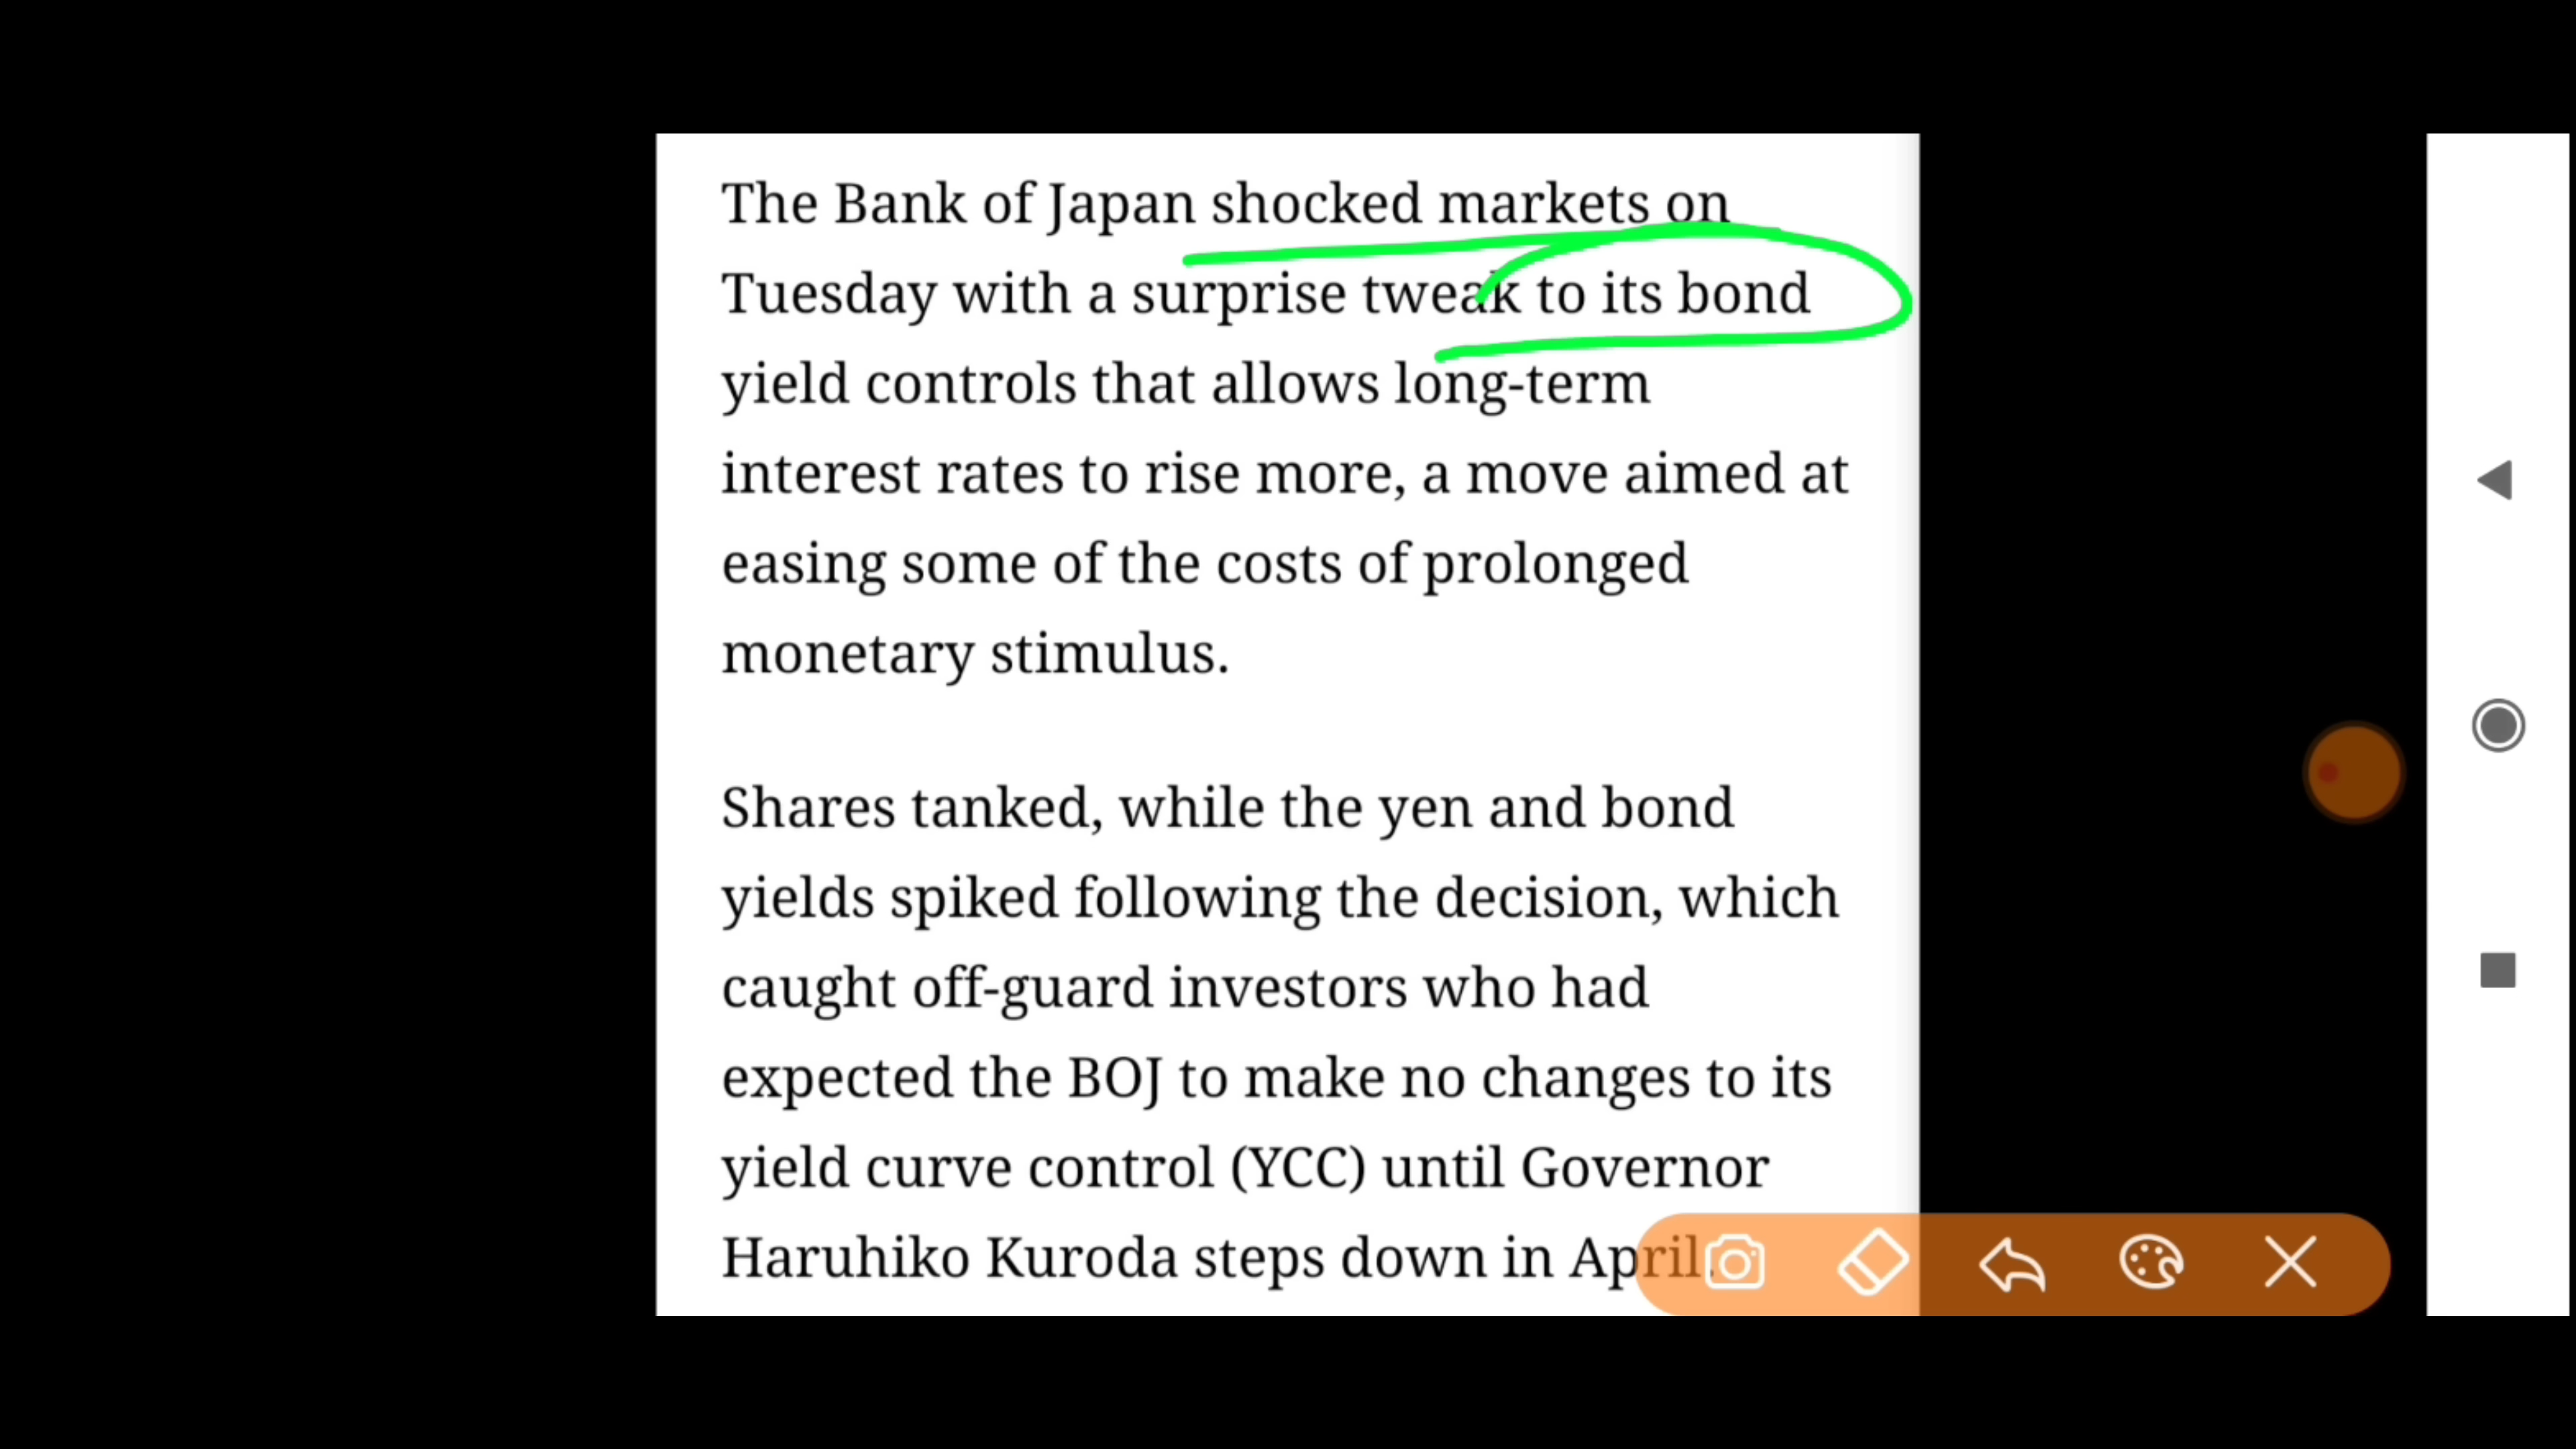 The Bank of Japan shocked markets on
Tuesday with a surprise tweak to its bond
yield controls that allows long-term
interest rates to rise more, a move aimed at
easing some of the costs of prolonged
monetary stimulus.
Shares tanked, while the yen and bond
yields spiked following the decision, which
caught off-guard investors who had
expected the BOJ to make no changes to its
yield curve control (YCC) until Governor
Haruhiko Kuroda steps down in April.